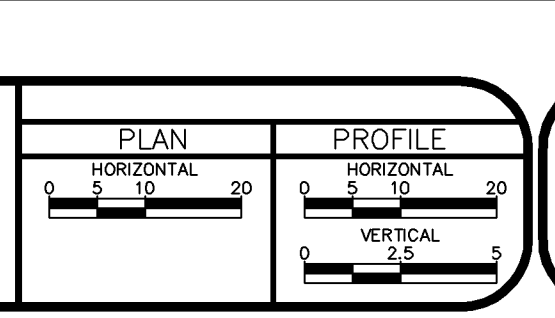 PLAN
HORIZONTAL
0 5 10 20
PROFILE
HORIZONTAL
0 5 10 20
VERTICAL
0 2.5 5